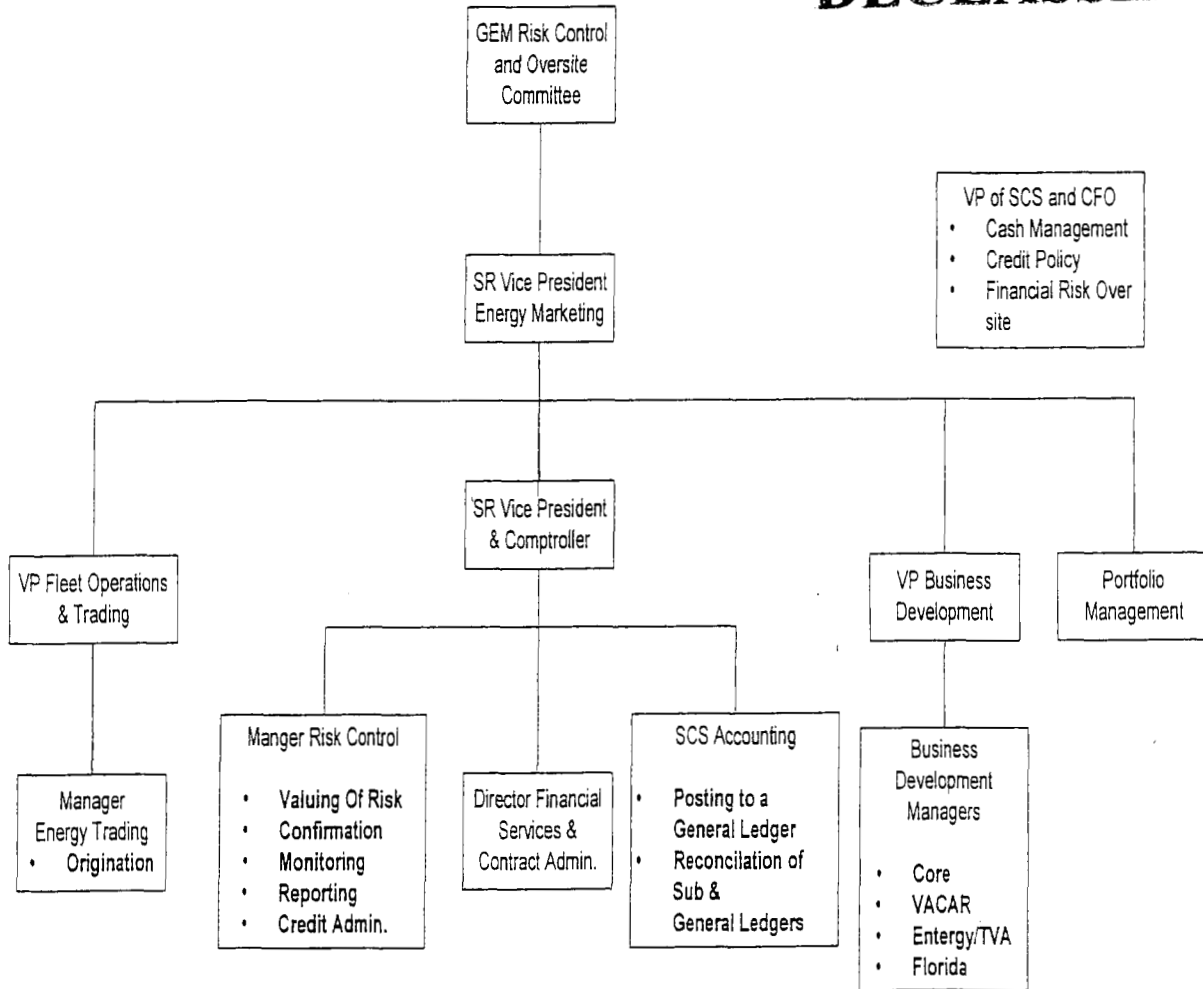 GEM Risk Control
and Oversite
Committee
VP of SCS and CFO
• Cash Management
• Credit Policy
• Financial Risk Over
site
SR Vice President
Energy Marketing
SR Vice President
& Comptroller
VP Fleet Operations
& Trading
VP Business
Development
Portfolio
Management
Manger Risk Control
• Valuing Of Risk
• Confirmation
• Monitoring
• Reporting
• Credit Admin.
SCS Accounting
• Posting to a
General Ledger
• Reconcilation of
Sub &
General Ledgers
Business
Development
Managers
• Core
• VACAR
• Entergy/TVA
• Florida
Manager
Energy Trading
• Origination
Director Financial
Services &
Contract Admin.